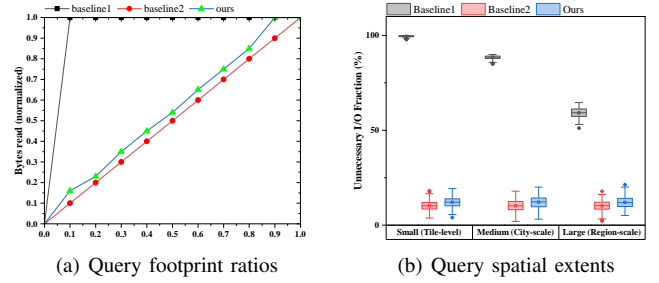 baseline1 baseline2 ours
Bytes read (normalized)
1.0
0.9
0.8
0.7
0.6
0.5
0.4
0.3
0.2
0.1
0.0
0.0 0.1 0.2 0.3 0.4 0.5 0.6 0.7 0.8 0.9 1.0
(a) Query footprint ratios
Baseline1 Baseline2 Ours
Unnecessary I/O Fraction (%)
100
50
0
Small (Tile-level) Medium (City-scale) Large (Region-scale)
(b) Query spatial extents